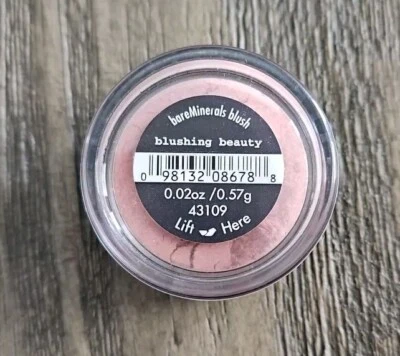 bareMinerals blush
blushing beauty
0 98132 08678 8
0.02oz /0.57g
43109
Lift Here